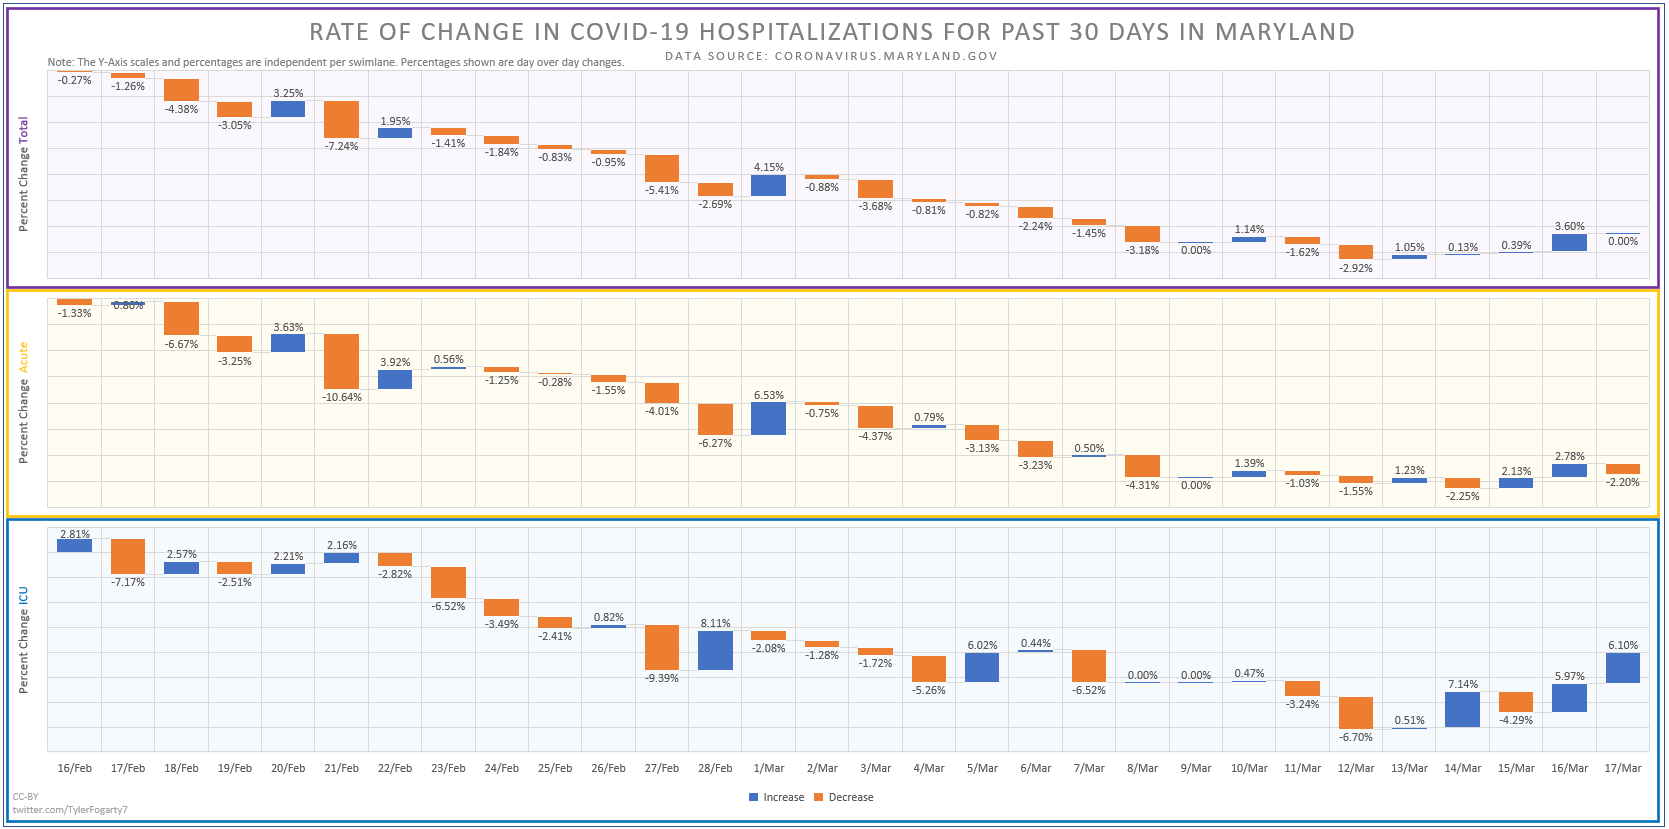 RATE OF CHANGE IN COVID-19 HOSPITALIZATIONS FOR PAST 30 DAYS IN MARYLAND
DATA SOURCE: CORONAVIRUS.MARYLAND.GOV
Note: The Y-Axis scales and percentages are independent per swimlane. Percentages shown are day over day changes.
Percent Change Total
-0.27% -1.26% -4.38% -3.05% 3.25% -7.24% 1.95% -1.41% -1.84% -0.83% -0.95% -5.41% -2.69% 4.15% -0.88% -3.68% -0.81% -0.82% -2.24% -1.45% -3.18% 0.00% 1.14% -1.62% -2.92% 1.05% 0.13% 0.39% 3.60% 0.00%
Percent Change Acute
-1.33% 0.86% -6.67% -3.25% 3.63% -10.64% 3.92% 0.56% -1.25% -0.28% -1.55% -4.01% -6.27% 6.53% -0.75% -4.37% 0.79% -3.13% -3.23% 0.50% -4.31% 0.00% 1.39% -1.03% -1.55% 1.23% -2.25% 2.13% 2.78% -2.20%
Percent Change ICU
2.81% -7.17% 2.57% -2.51% 2.21% 2.16% -2.82% -6.52% -3.49% -2.41% 0.82% -9.39% 8.11% -2.08% -1.28% -1.72% -5.26% 6.02% 0.44% -6.52% 0.00% 0.00% 0.47% -3.24% -6.70% 0.51% 7.14% -4.29% 5.97% 6.10%
16/Feb 17/Feb 18/Feb 19/Feb 20/Feb 21/Feb 22/Feb 23/Feb 24/Feb 25/Feb 26/Feb 27/Feb 28/Feb 1/Mar 2/Mar 3/Mar 4/Mar 5/Mar 6/Mar 7/Mar 8/Mar 9/Mar 10/Mar 11/Mar 12/Mar 13/Mar 14/Mar 15/Mar 16/Mar 17/Mar
Increase Decrease
CC-BY
twitter.com/TylerFogarty7